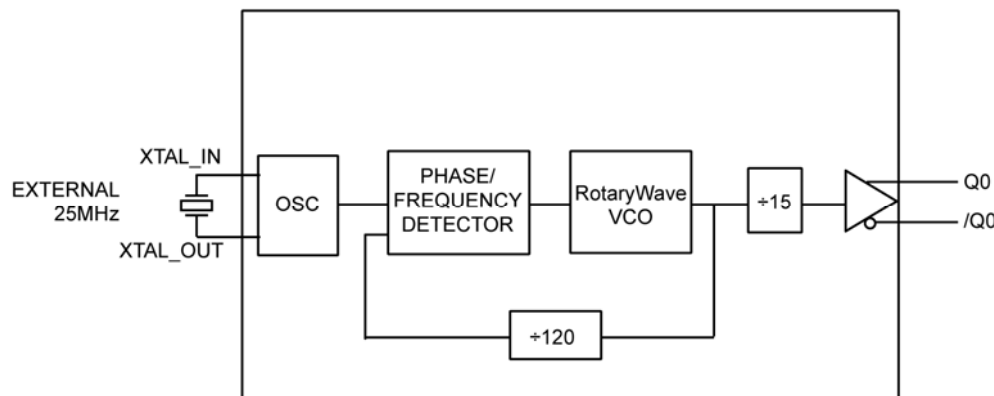 XTAL_IN
EXTERNAL
25MHz
XTAL_OUT
OSC
PHASE/
FREQUENCY
DETECTOR
RotaryWave
VCO
÷15
Q0
/Q0
÷120